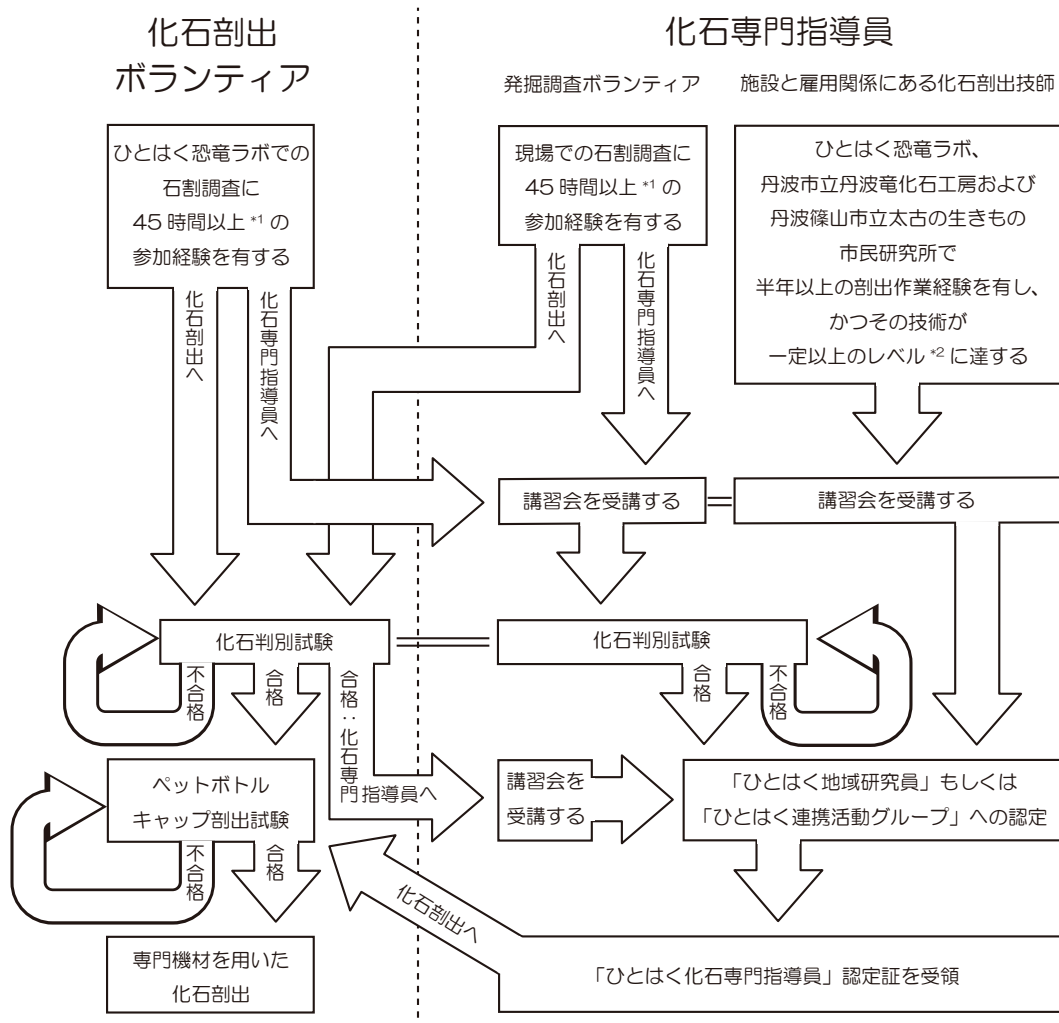 化石剖出
ボランティア
化石専門指導員
発掘調査ボランティア
施設と雇用関係にある化石剖出技師
ひとはく恐竜ラボでの
石割調査に
45 時間以上 *1 の
参加経験を有する
現場での石割調査に
45 時間以上 *1 の
参加経験を有する
ひとはく恐竜ラボ、
丹波市立丹波竜化石工房および
丹波篠山市立太古の生きもの
市民研究所で
半年以上の剖出作業経験を有し、
かつその技術が
一定以上のレベル *2 に達する
化石剖出へ
化石専門指導員へ
化石剖出へ
化石専門指導員へ
講習会を受講する
講習会を受講する
化石判別試験
化石判別試験
不合格
合格
合格：化石専門指導員へ
合格
不合格
ペットボトル
キャップ剖出試験
講習会を
受講する
「ひとはく地域研究員」もしくは
「ひとはく連携活動グループ」への認定
不合格
合格
化石剖出へ
専門機材を用いた
化石剖出
「ひとはく化石専門指導員」認定証を受領